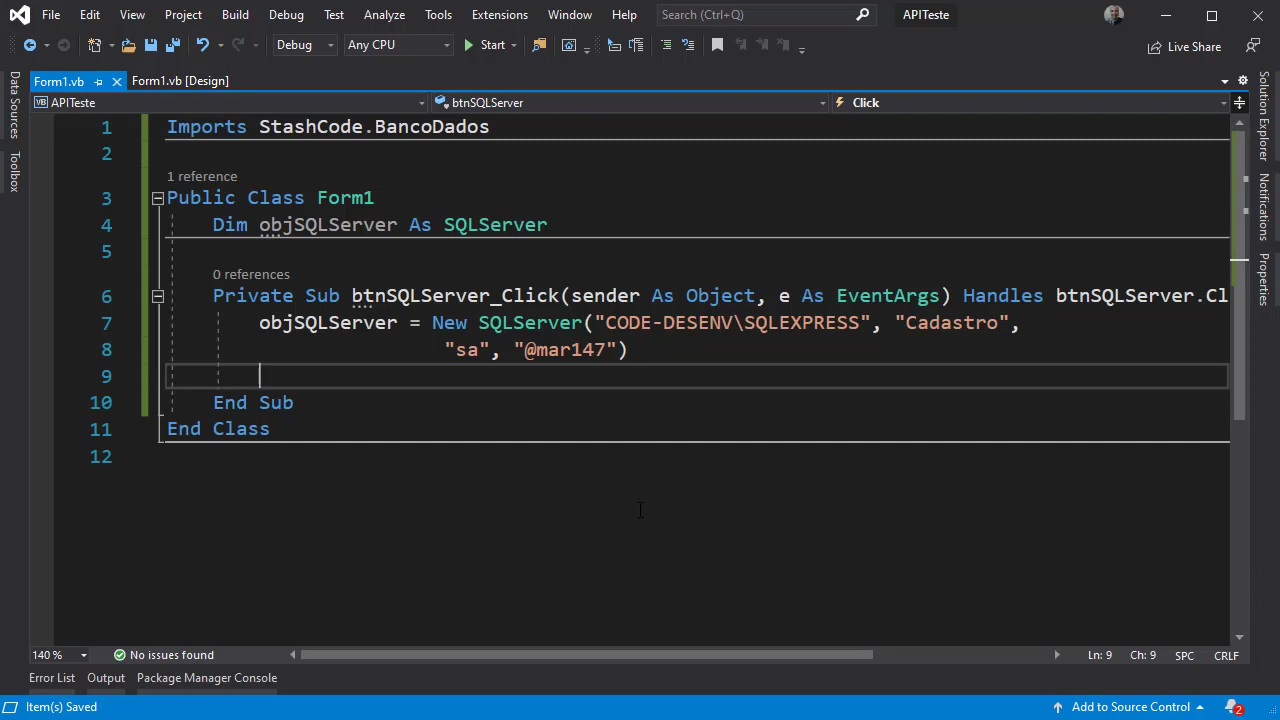 File Edit View Project Build Debug Test Analyze Tools Extensions Window Help Search (Ctrl+Q) APITeste
Debug Any CPU Start Live Share
Form1.vb Form1.vb [Design]
VB APITeste btnSQLServer Click
Data Sources
Toolbox
1 Imports StashCode.BancoDados
2
1 reference
3 Public Class Form1
4 Dim objSQLServer As SQLServer
5
0 references
6 Private Sub btnSQLServer_Click(sender As Object, e As EventArgs) Handles btnSQLServer.Cl
7 objSQLServer = New SQLServer("CODE-DESENV\SQLEXPRESS", "Cadastro",
8 "sa", "@mar147")
9
10 End Sub
11 End Class
12
Solution Explorer
Notifications
Properties
140 % No issues found Ln: 9 Ch: 9 SPC CRLF
Error List Output Package Manager Console
Item(s) Saved Add to Source Control 2